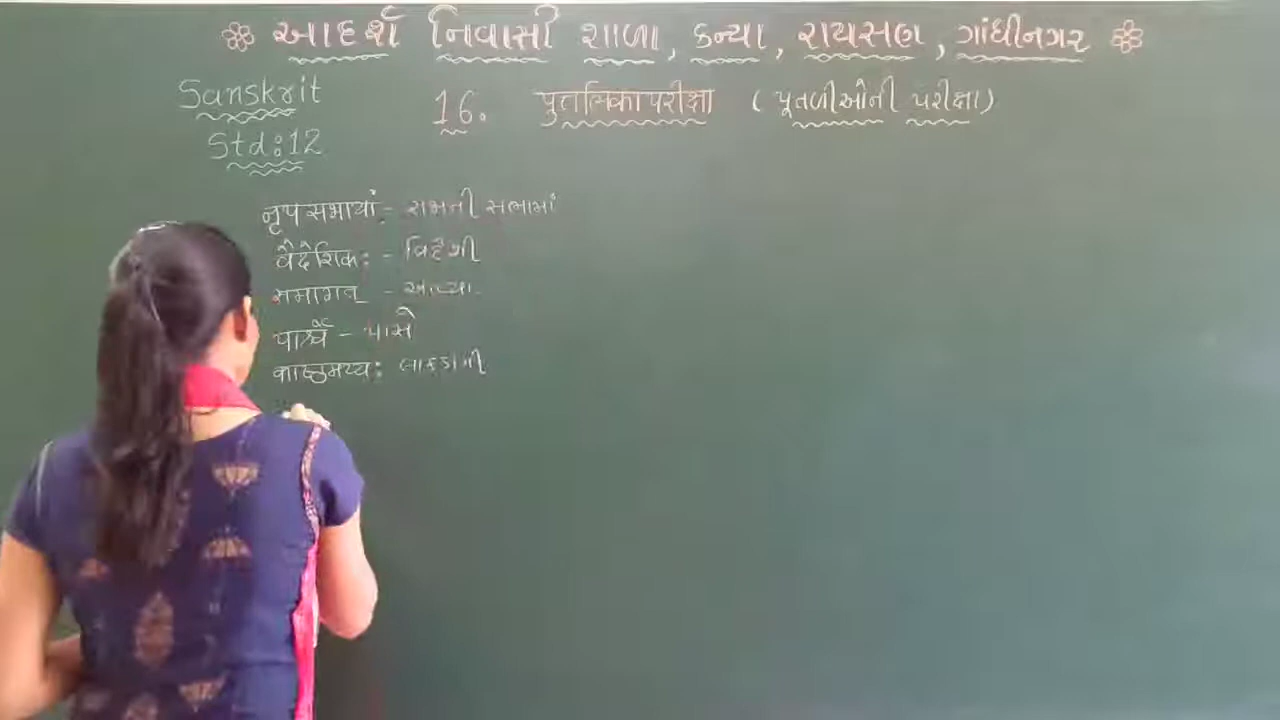 આદર્શ નિવાસી શાળા, કન્યા, રાયસણ, ગાંધીનગર
Sanskrit
Std:12
16. पुत्तलिकापरीक्षा (પૂતળીઓની પરીક્ષા)
नृपसभायां - રાજાની સભામાં
वैदेशिकः - વિદેશી
समागत् - આવ્યા
पार्श्वे - પાસે
काष्ठमय्यः લાકડાની